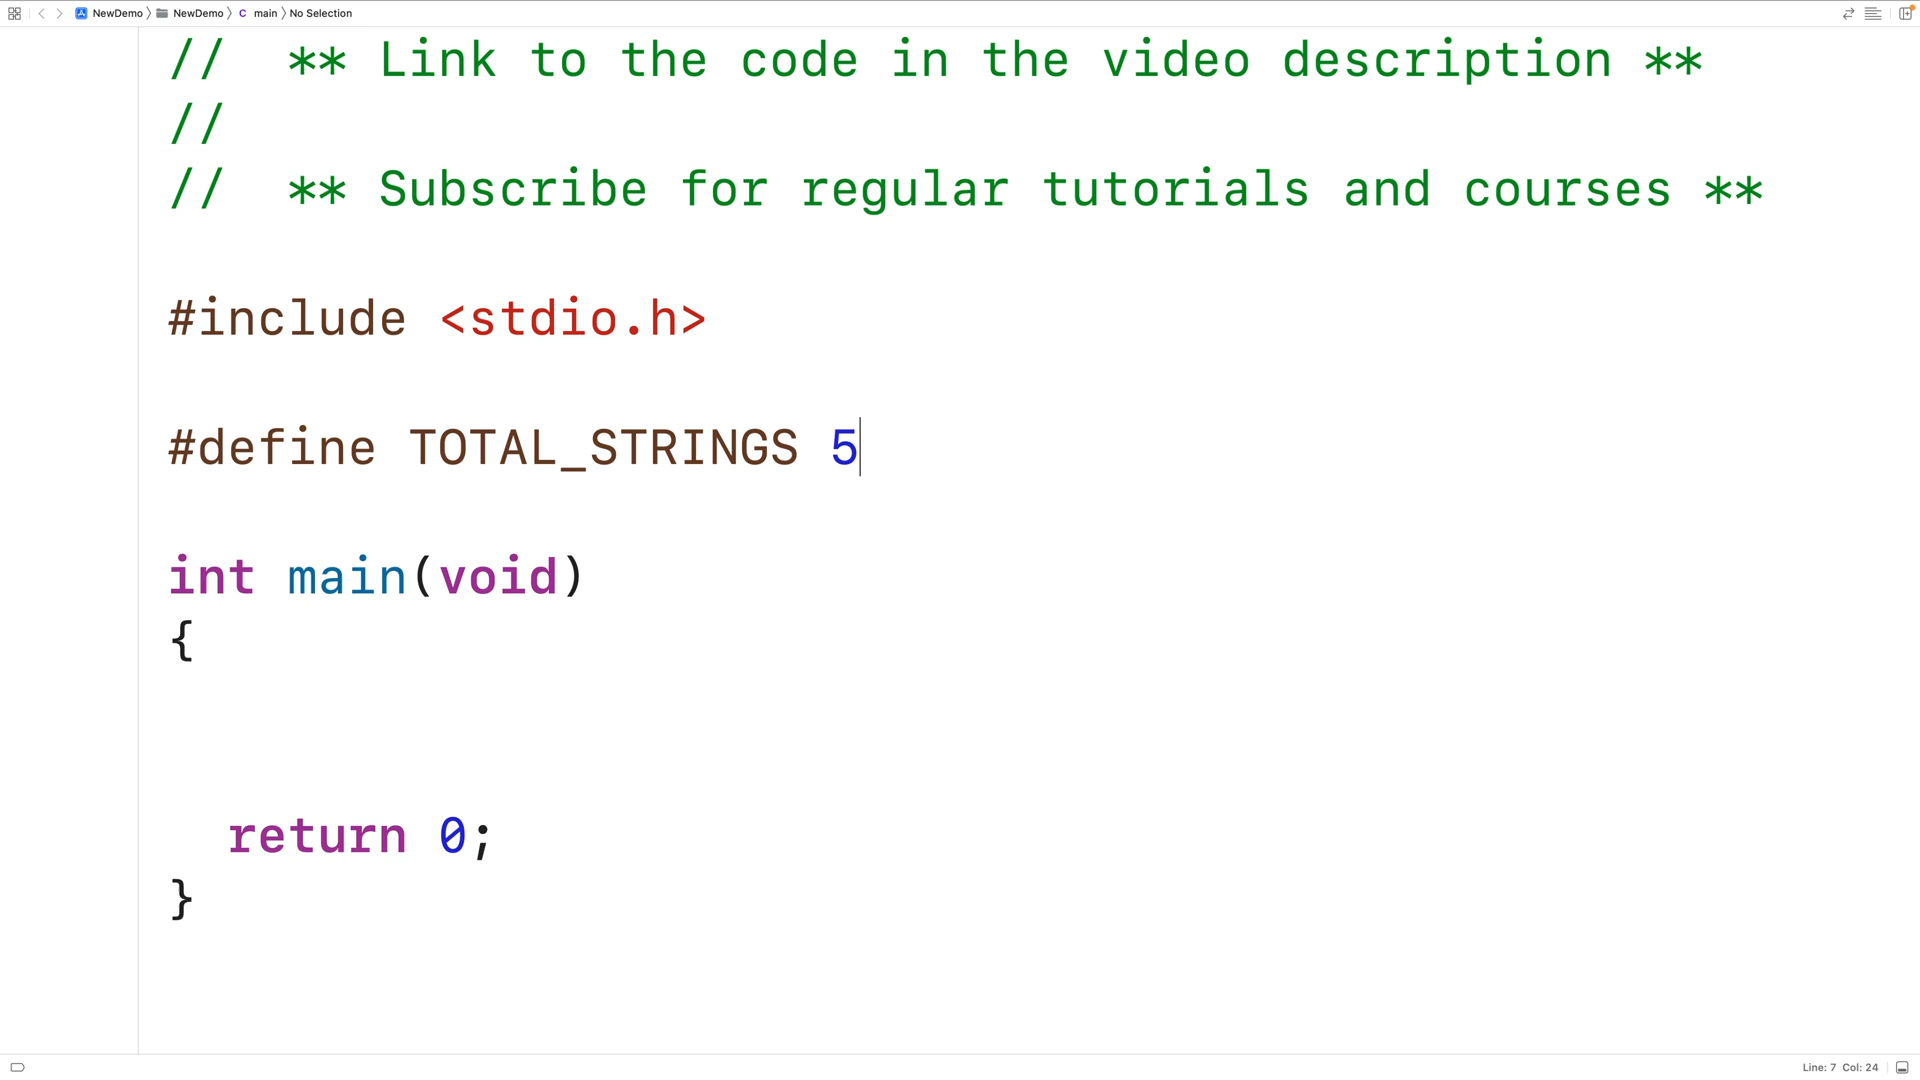 NewDemo 〉 NewDemo 〉 C main 〉 No Selection
//  ** Link to the code in the video description **
//
//  ** Subscribe for regular tutorials and courses **
#include <stdio.h>
#define TOTAL_STRINGS 5
int main(void)
{
  return 0;
}
Line: 7  Col: 24